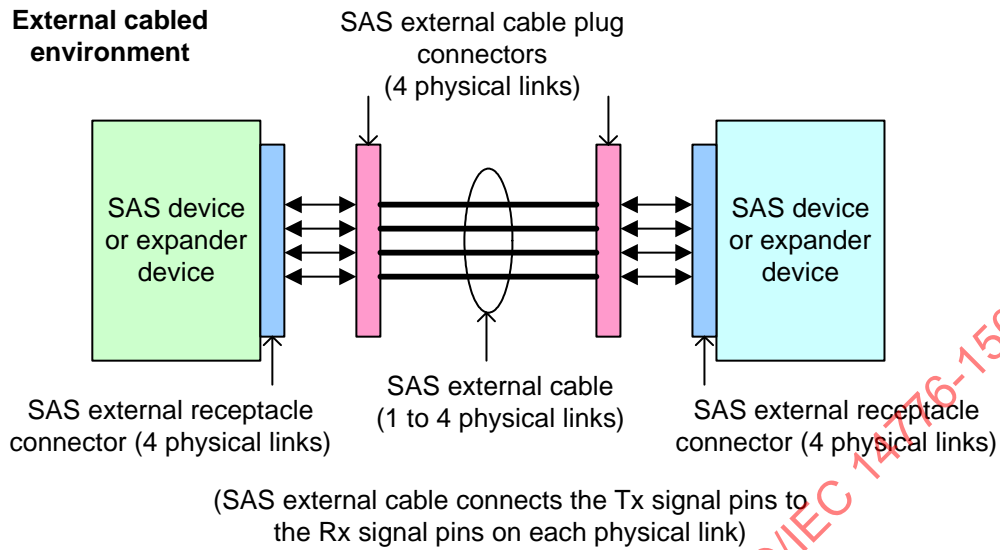 External cabled
environment
SAS external cable plug
connectors
(4 physical links)
SAS device
or expander
device
SAS device
or expander
device
SAS external receptacle
connector (4 physical links)
SAS external cable
(1 to 4 physical links)
SAS external receptacle
connector (4 physical links)
(SAS external cable connects the Tx signal pins to
the Rx signal pins on each physical link)
/IEC 14776-15